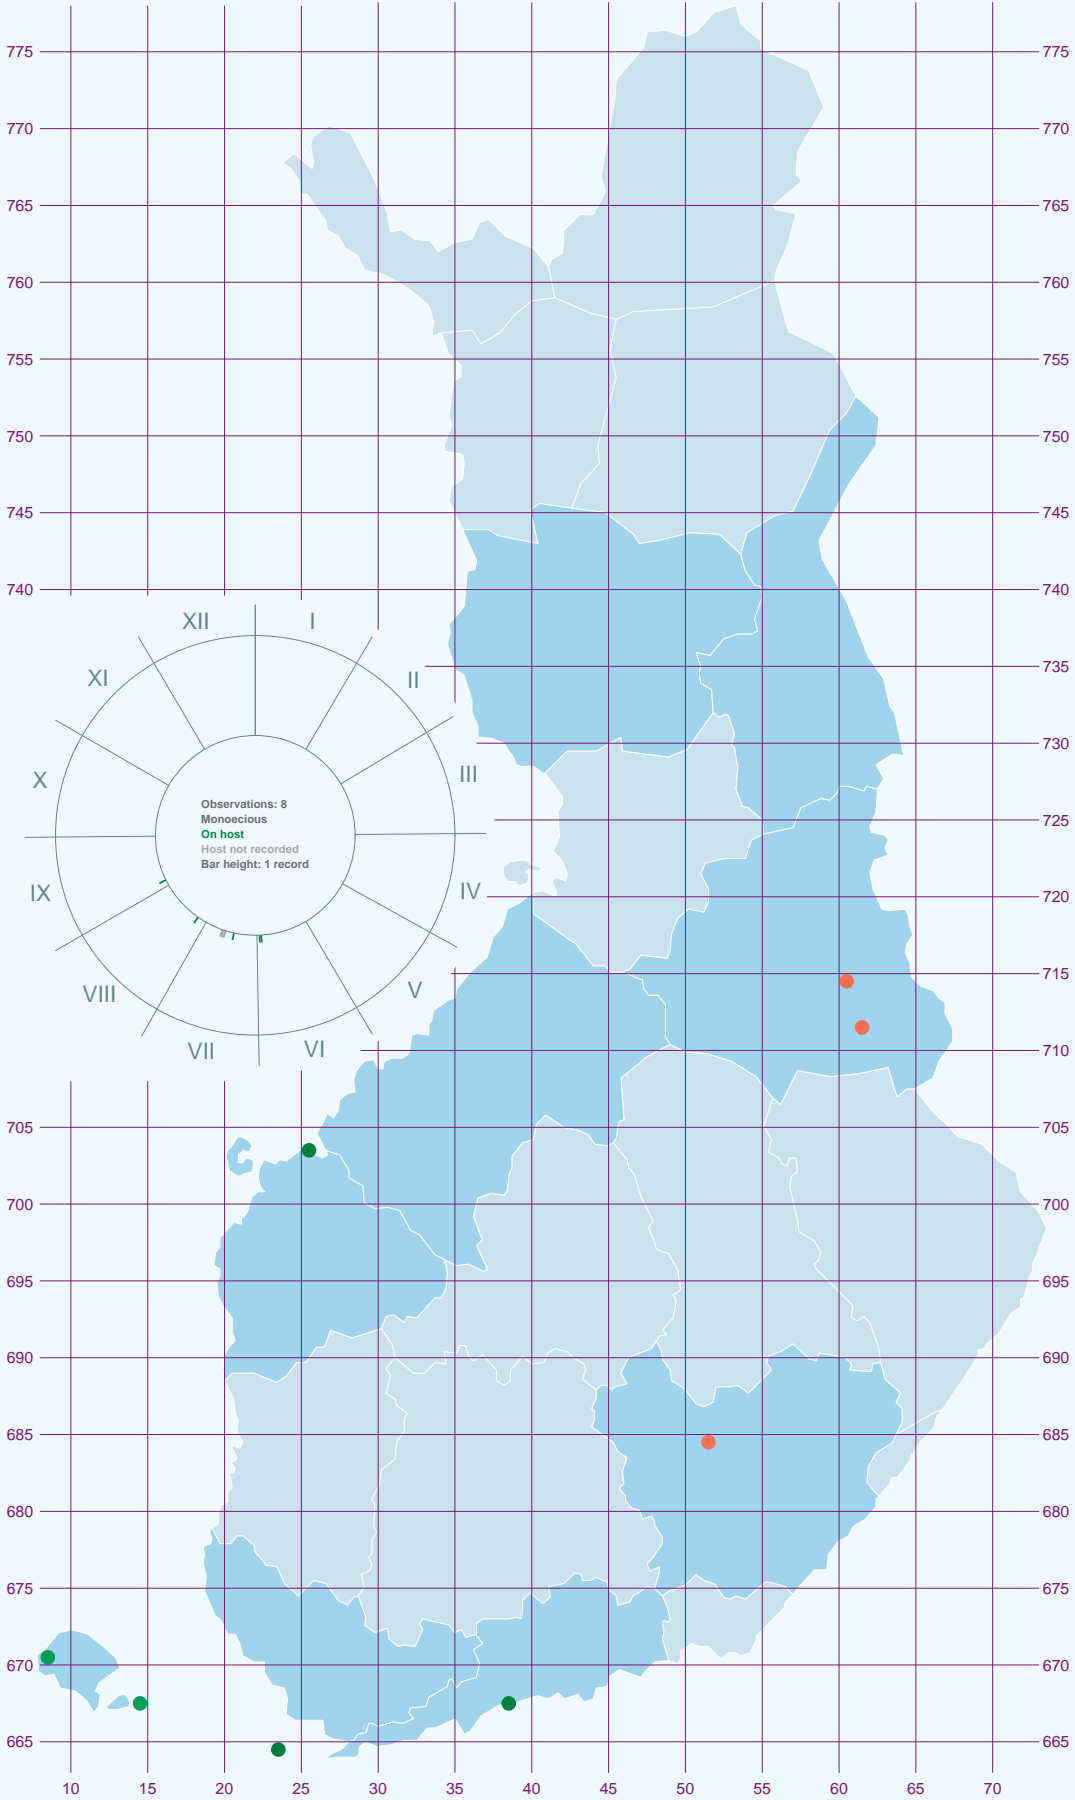 775 775
770 770
765 765
760 760
755 755
750 750
745 745
740 740
XII I
XI II
735
730
X III
Observations: 8
Monoecious
On host
Host not recorded
Bar height: 1 record
725
IX IV
720
VIII V
715
VII VI
710
705 705
700 700
695 695
690 690
685 685
680 680
675 675
670 670
665 665
10 15 20 25 30 35 40 45 50 55 60 65 70